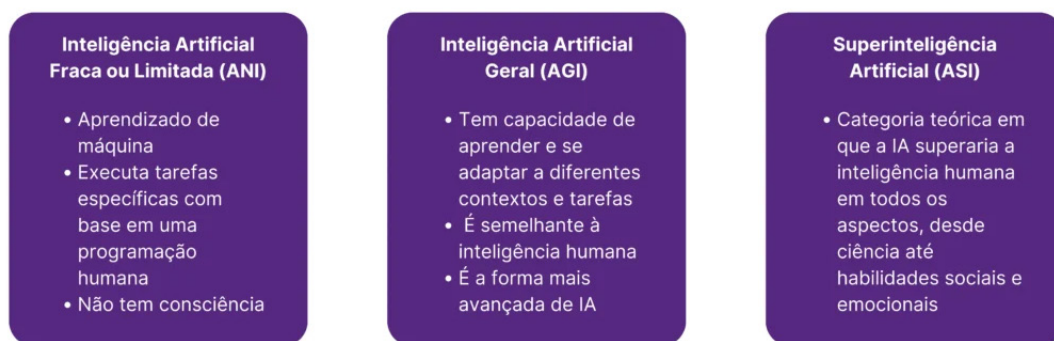 Inteligência Artificial
Fraca ou Limitada (ANI)
• Aprendizado de
máquina
• Executa tarefas
específicas com
base em uma
programação
humana
• Não tem consciência
Inteligência Artificial
Geral (AGI)
• Tem capacidade de
aprender e se
adaptar a diferentes
contextos e tarefas
• É semelhante à
inteligência humana
• É a forma mais
avançada de IA
Superinteligência
Artificial (ASI)
• Categoria teórica em
que a IA superaria a
inteligência humana
em todos os
aspectos, desde
ciência até
habilidades sociais e
emocionais